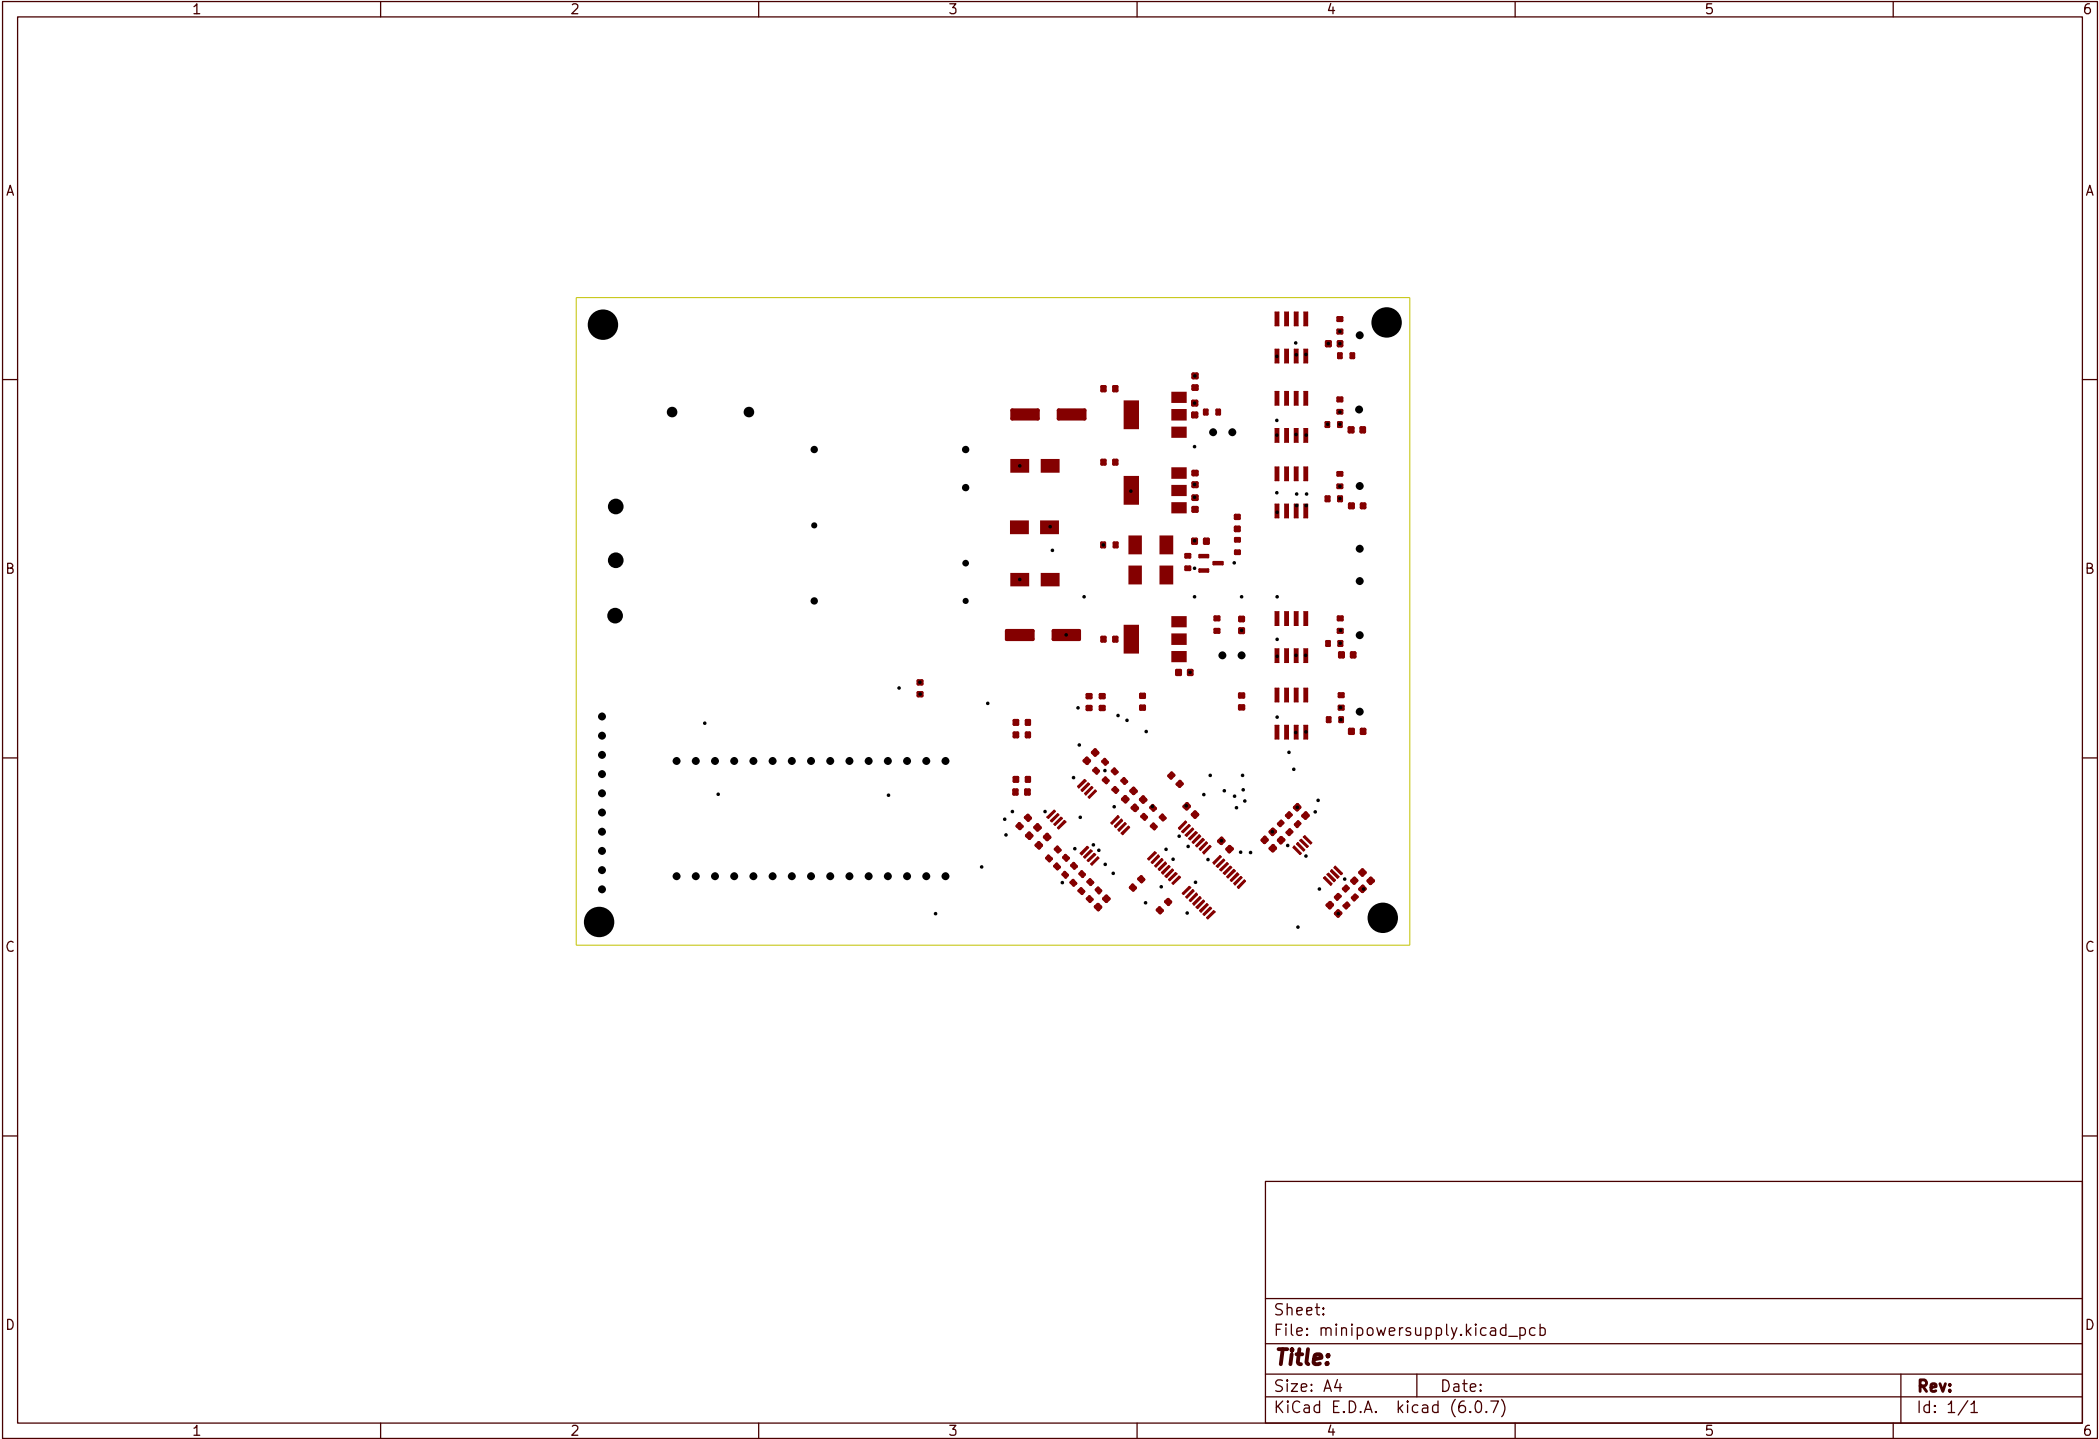 1 2 3 4 5 6
A A
B B
C C
D D
Sheet:
File: minipowersupply.kicad_pcb
Title:
Size: A4 Date: Rev:
KiCad E.D.A. kicad (6.0.7) Id: 1/1
1 2 3 4 5 6